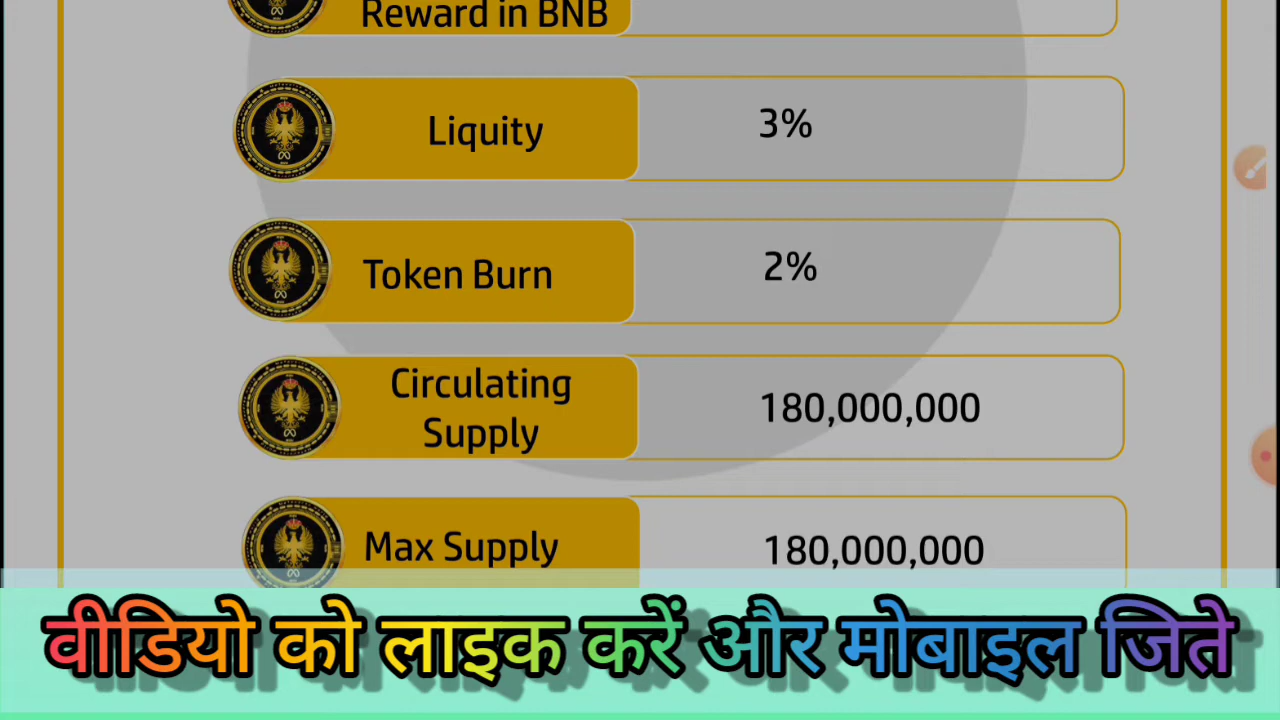 Reward in BNB
Liquity
3%
Token Burn
2%
Circulating
Supply
180,000,000
Max Supply
180,000,000
वीडियो को लाइक करें और मोबाइल जिते